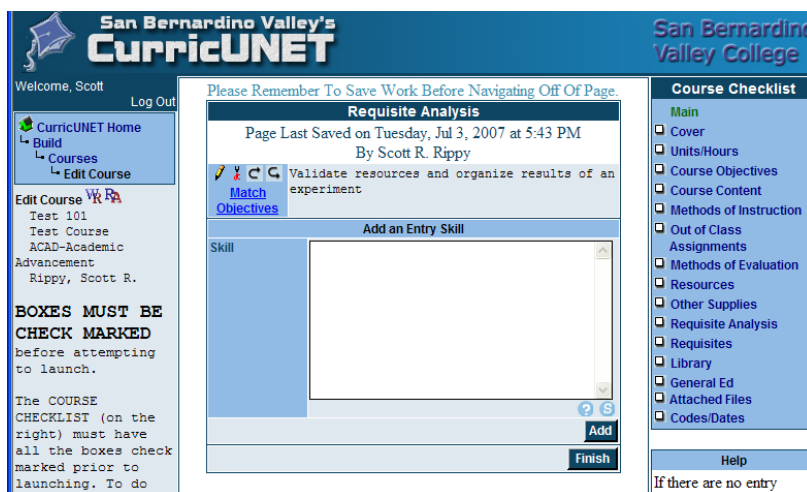 San Bernardino Valley's
CurricUNET
San Bernardino
Valley College
Welcome, Scott
Log Out
CurricUNET Home
Build
Courses
Edit Course
Edit Course
Test 101
Test Course
ACAD-Academic
Advancement
Rippy, Scott R.
BOXES MUST BE
CHECK MARKED
before attempting
to launch.
The COURSE
CHECKLIST (on the
right) must have
all the boxes check
marked prior to
launching. To do
Please Remember To Save Work Before Navigating Off Of Page.
Requisite Analysis
Page Last Saved on Tuesday, Jul 3, 2007 at 5:43 PM
By Scott R. Rippy
Match
Objectives
Validate resources and organize results of an
experiment
Add an Entry Skill
Skill
? S
Add
Finish
Course Checklist
Main
Cover
Units/Hours
Course Objectives
Course Content
Methods of Instruction
Out of Class
Assignments
Methods of Evaluation
Resources
Other Supplies
Requisite Analysis
Requisites
Library
General Ed
Attached Files
Codes/Dates
Help
If there are no entry